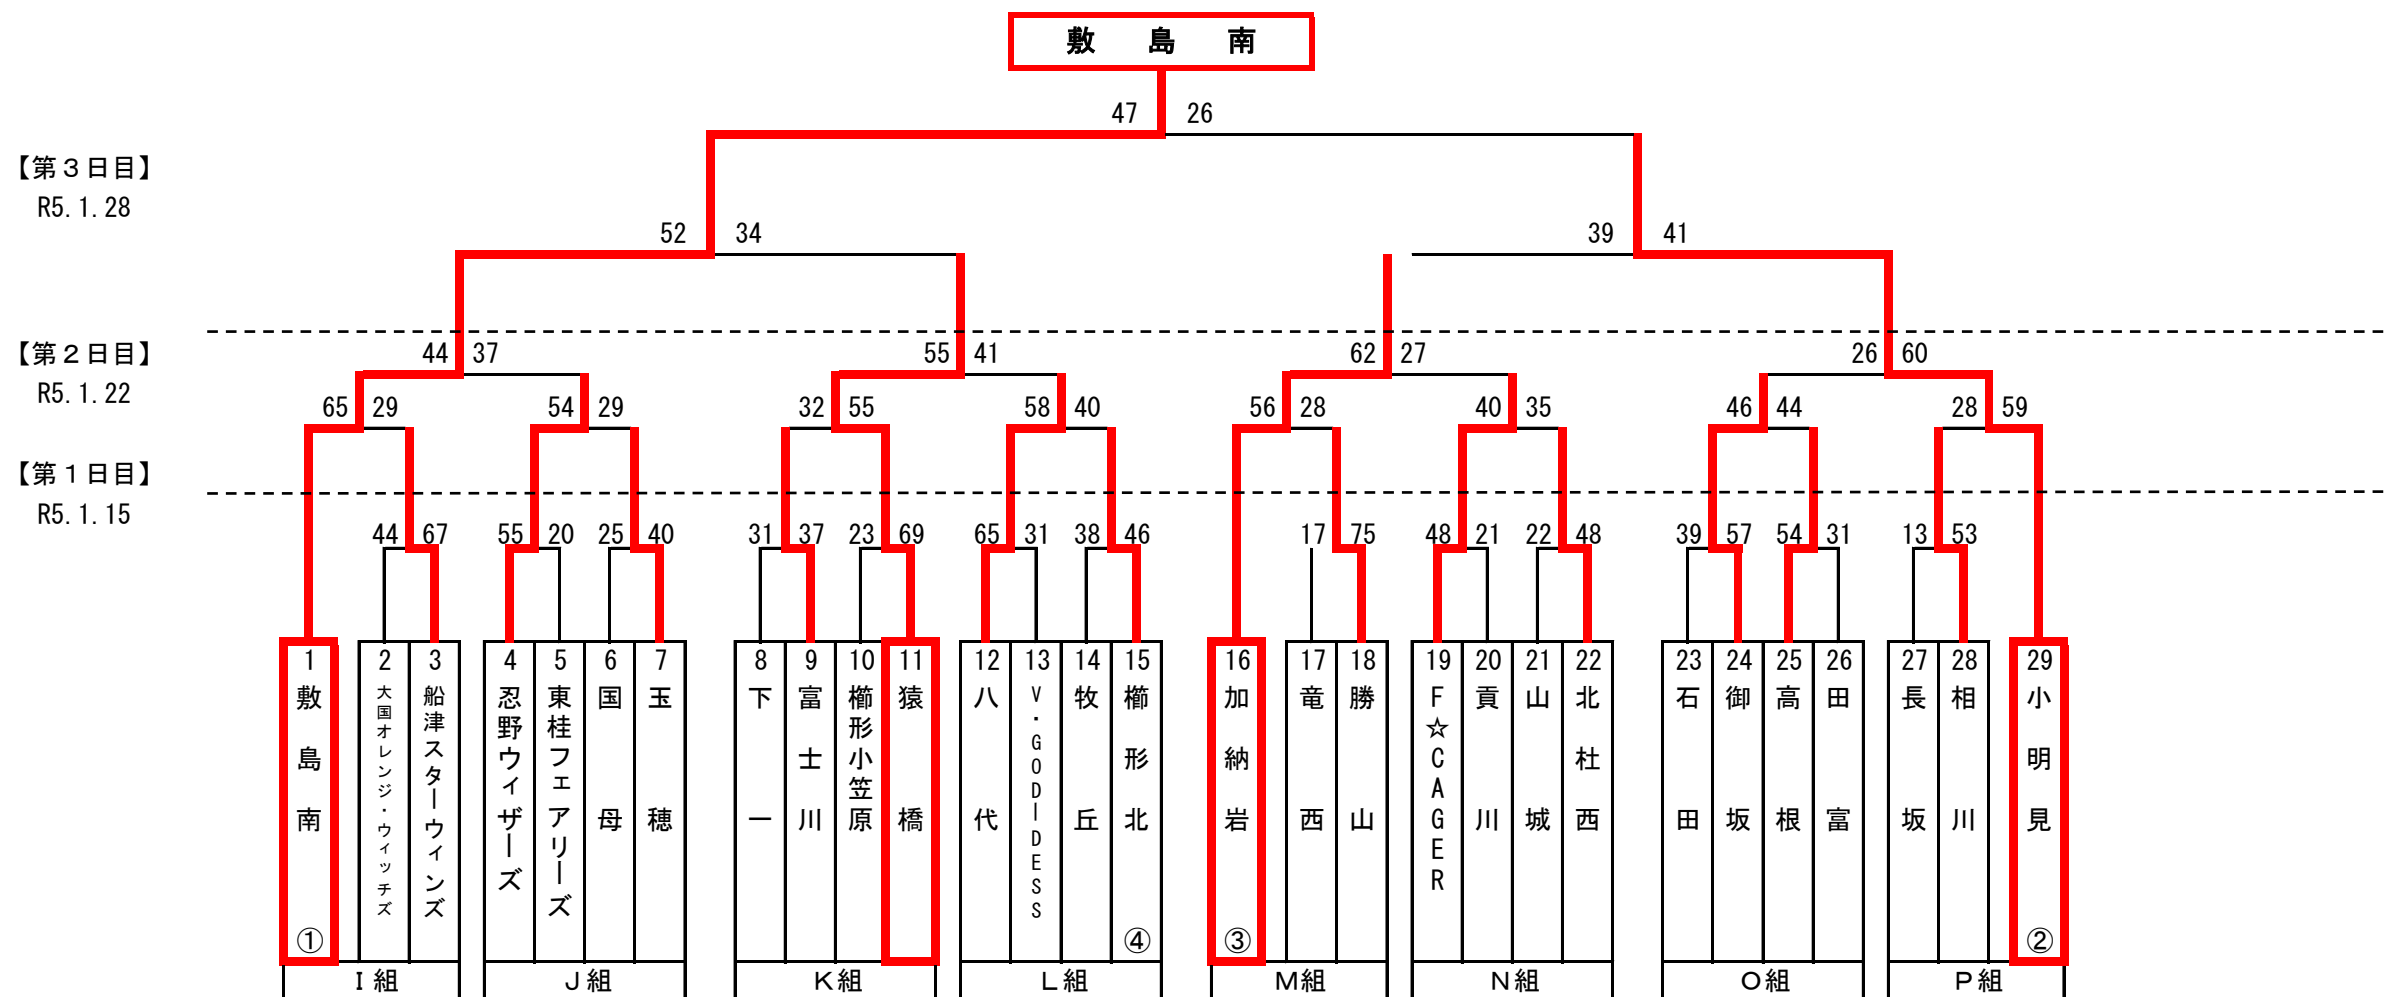 敷 島 南
47 26
【第３日目】
R5.1.28
52 34 39 41
【第２日目】
R5.1.22
44 37 55 41 62 27 26 60
65 29 54 29 32 55 58 40 56 28 40 35 46 44 28 59
【第１日目】
R5.1.15
44 67 55 20 25 40 31 37 23 69 65 31 38 46 17 75 48 21 22 48 39 57 54 31 13 53
1 敷島南 ①
2 大国オレンジ・ウィッチズ
3 船津スターウィンズ
4 忍野ウィザーズ
5 東桂フェアリーズ
6 国母
7 玉穂
8 下一
9 富士川
10 櫛形小笠原
11 猿橋
12 八代
13 V・GODーDESS
14 牧丘
15 櫛形北 ④
16 加納岩 ③
17 竜西
18 勝山
19 F☆CAGER
20 貢川
21 山城
22 北杜西
23 石田
24 御坂
25 高根
26 田富
27 長坂
28 相川
29 小明見 ②
Ｉ組 Ｊ組 Ｋ組 Ｌ組 Ｍ組 Ｎ組 Ｏ組 Ｐ組